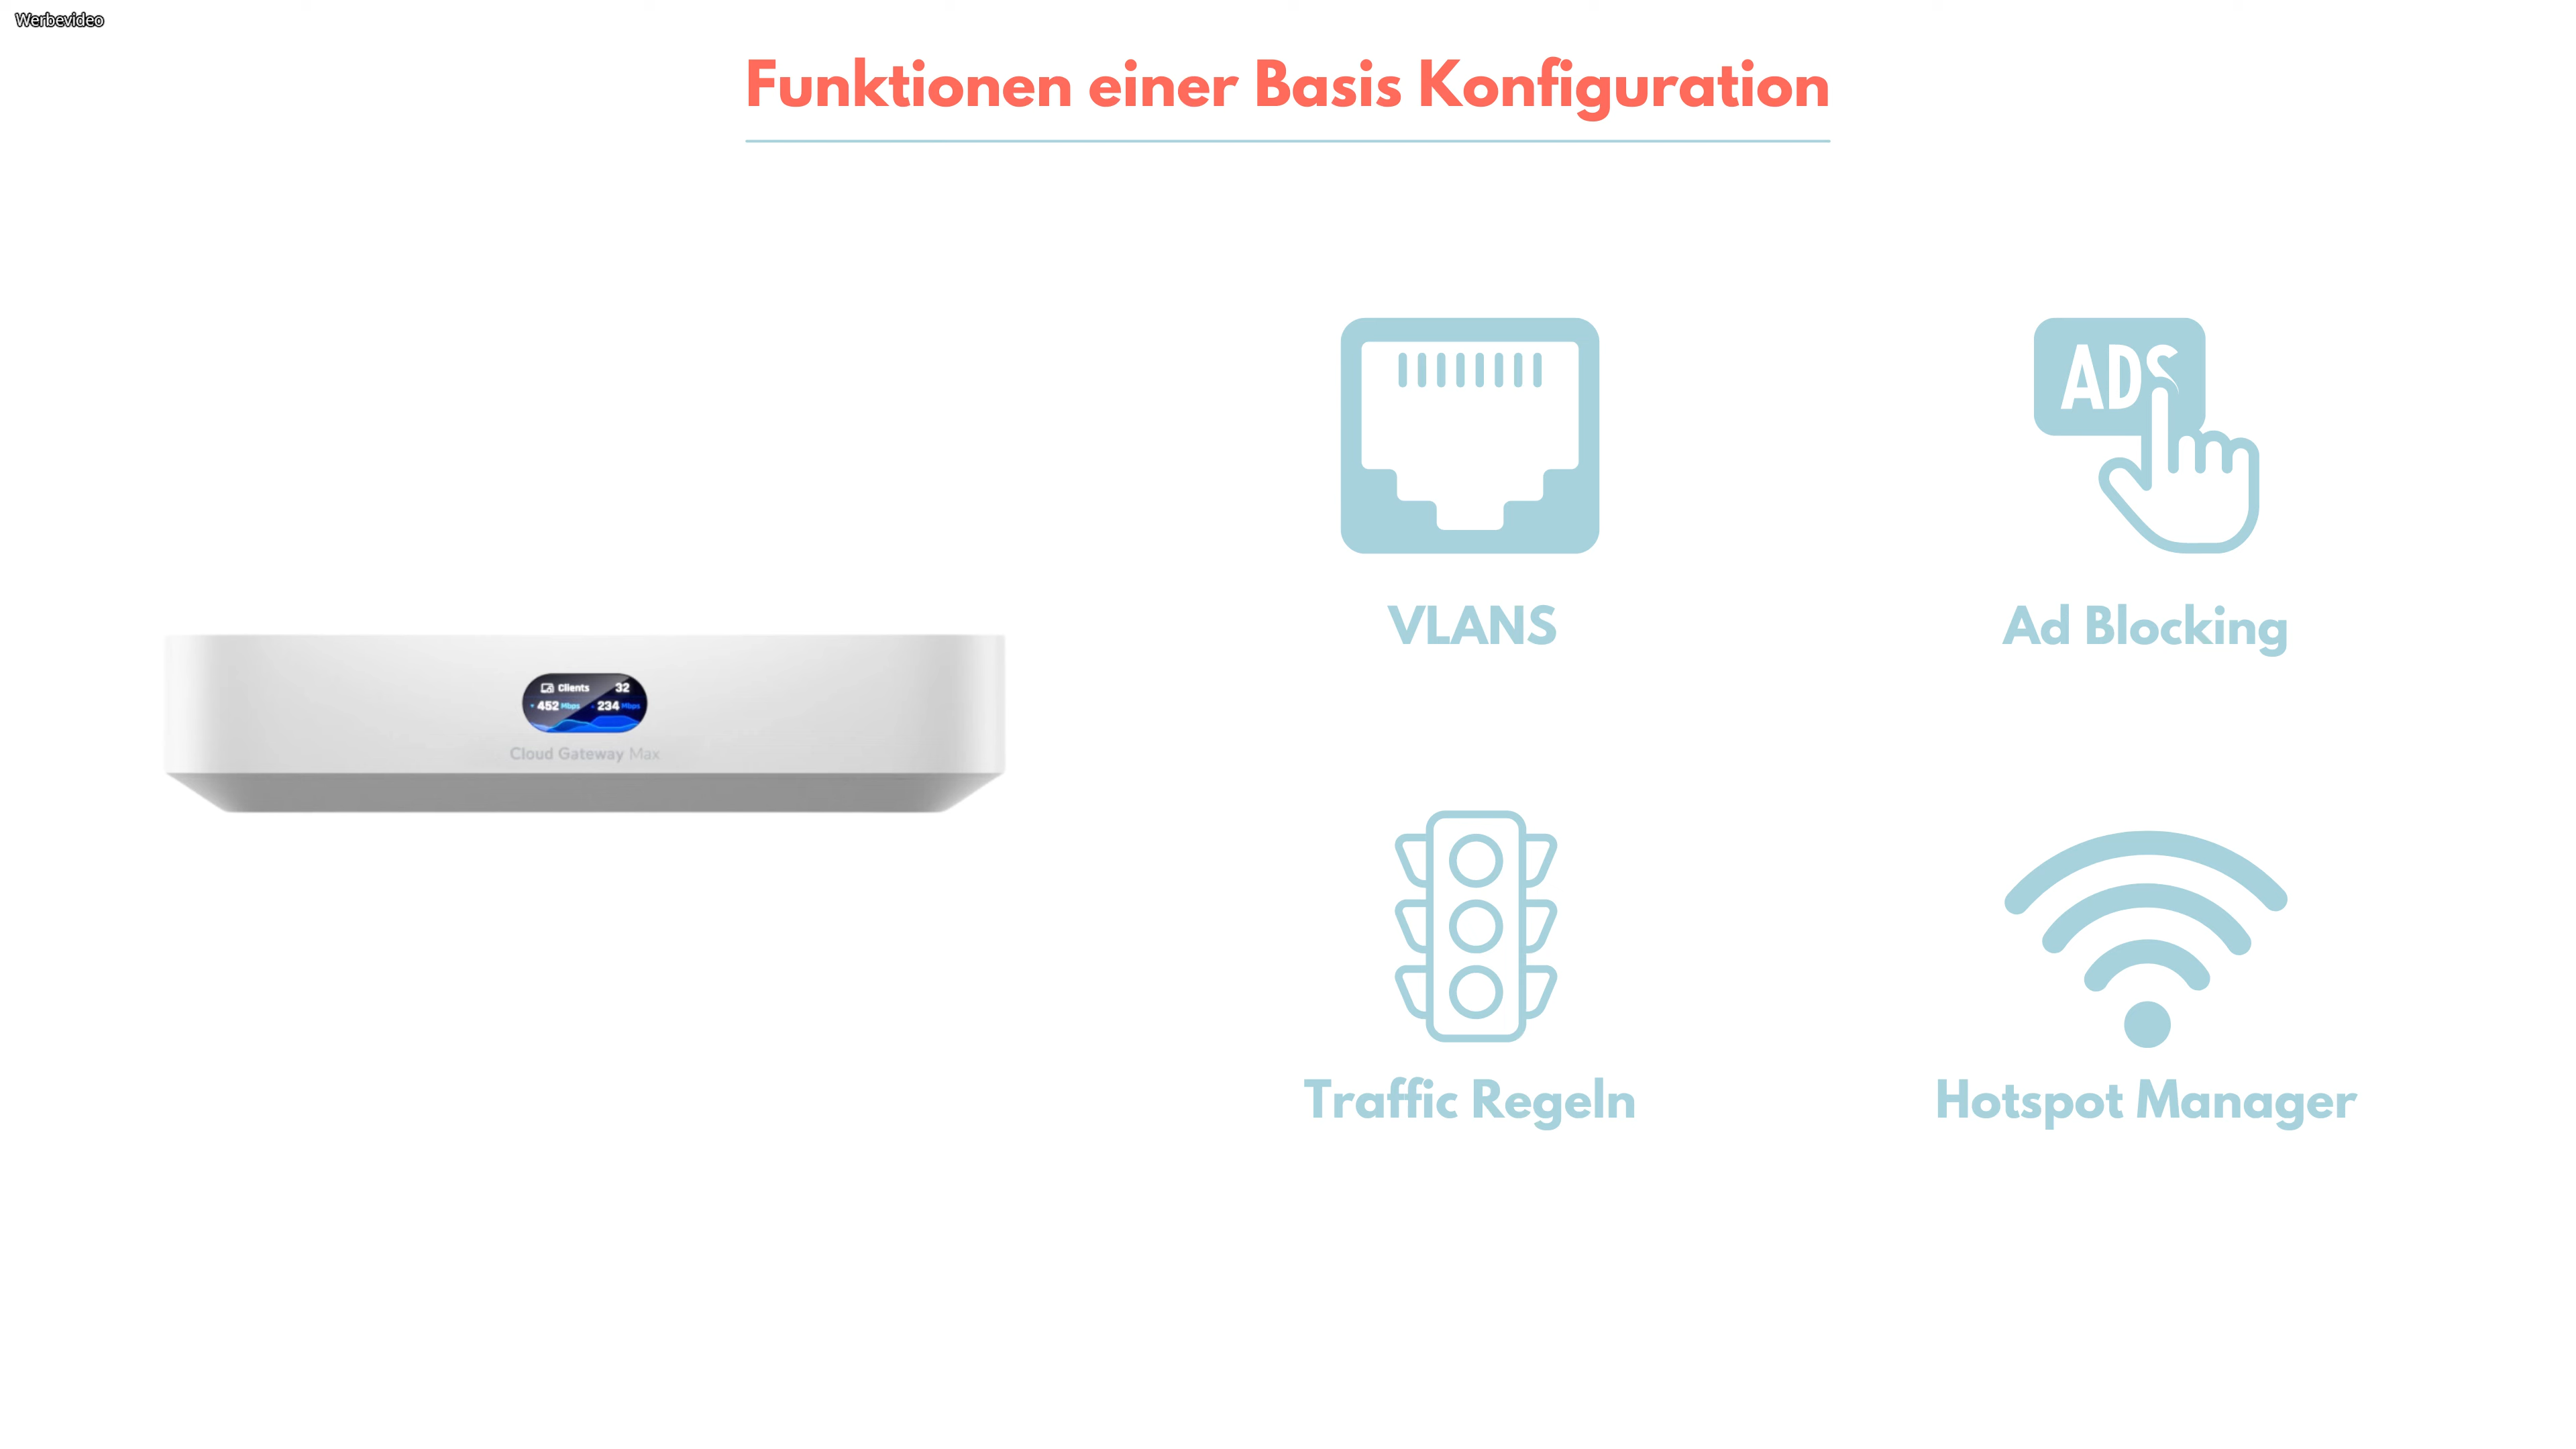 Werbevideo
Funktionen einer Basis Konfiguration
ADS
VLANS
Ad Blocking
Clients 32
452 Mbps 234 Mbps
Cloud Gateway Max
Traffic Regeln
Hotspot Manager